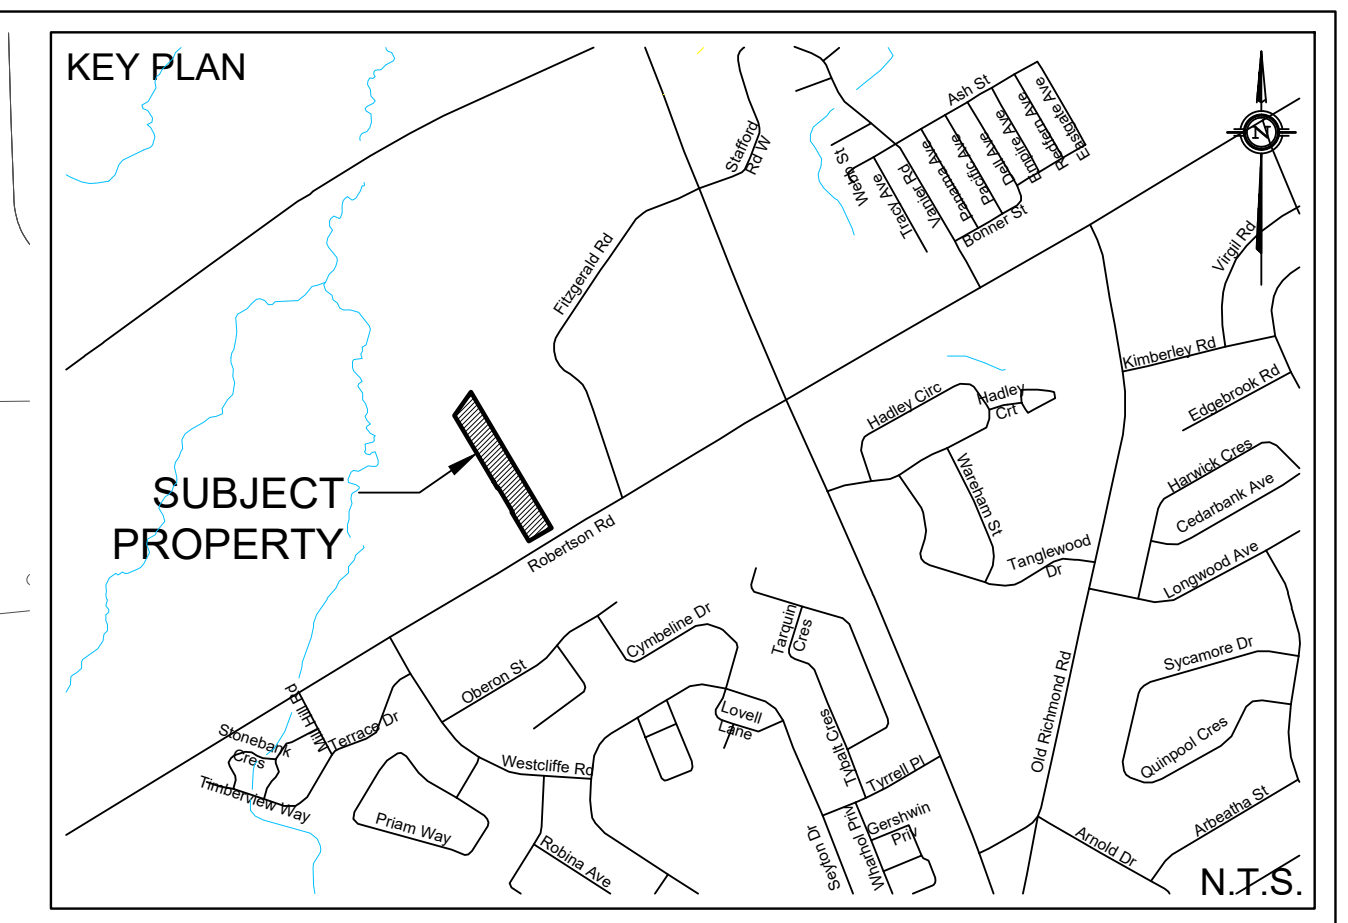 KEY PLAN
Ash St
Eastgate Ave
Redfern Ave
Empire Ave
Dell Ave
Pacific Ave
Panama Ave
Vanier Rd
Tracy Ave
Webb St
Bonner St
Stafford
Rd W
N
Fitzgerald Rd
Virgil Rd
Kimberley Rd
Edgebrook Rd
Hadley Circ
Hadley
Crt
Wareham St
Harwick Cres
Cedarbank Ave
Longwood Ave
Tanglewood
Dr
SUBJECT
PROPERTY
Robertson Rd
Tarquin
Cres
Cymbeline Dr
Oberon St
Old Richmond Rd
Sycamore Dr
Quinpool Cres
Mill Hill Rd
Terrace Dr
Stonebank
Cres
Timberview Way
Lovell
Lane
Tybalt Cres
Westcliffe Rd
Tyrrell Pl
Priam Way
Robina Ave
Seyton Dr
Wharhol Priv
Gershwin
Priv
Arnold Dr
Arbeatha St
N.T.S.